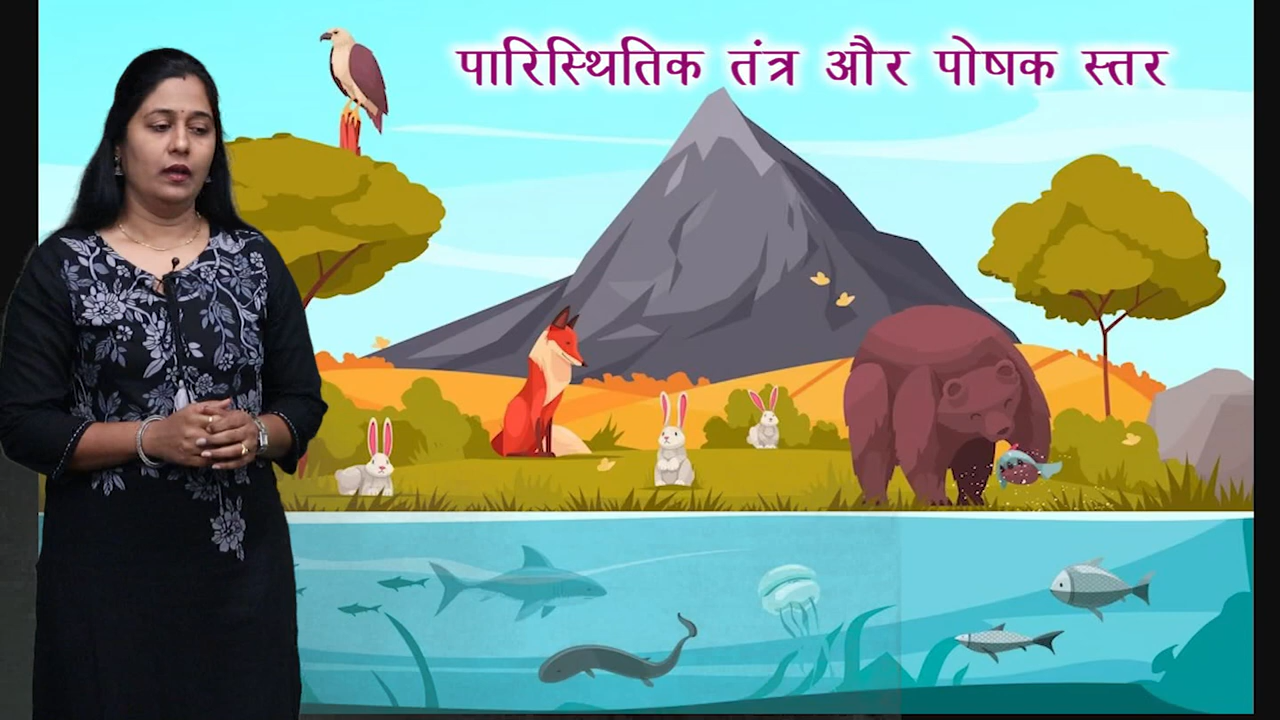 पारिस्थितिक तंत्र और पोषक स्तर